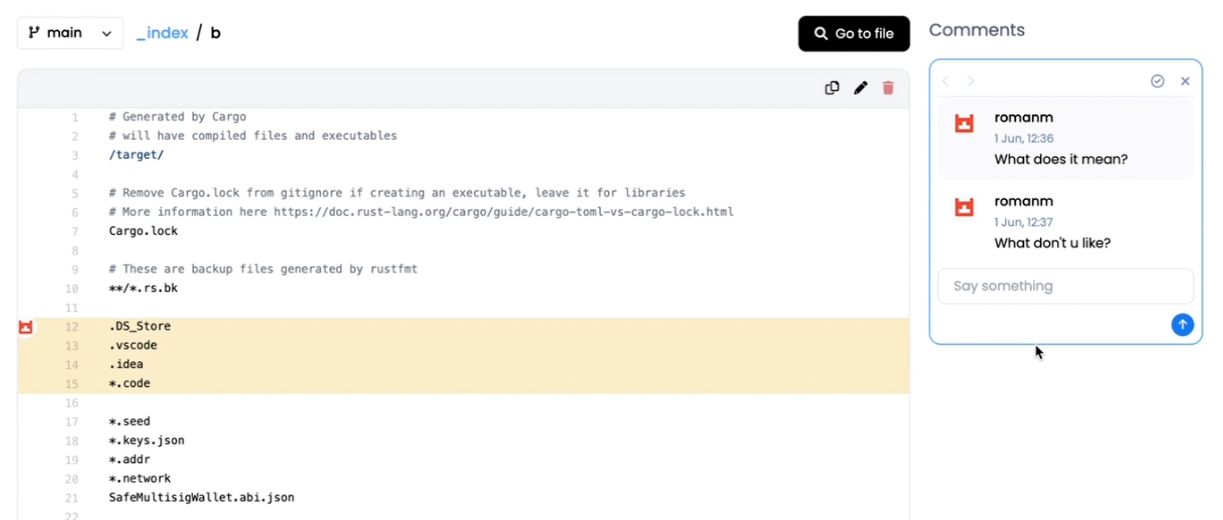 main
_index / b
Go to file
Comments
1 # Generated by Cargo
2 # will have compiled files and executables
3 /target/
4
5 # Remove Cargo.lock from gitignore if creating an executable, leave it for libraries
6 # More information here https://doc.rust-lang.org/cargo/guide/cargo-toml-vs-cargo-lock.html
7 Cargo.lock
8
9 # These are backup files generated by rustfmt
10 **/*.rs.bk
11
12 .DS_Store
13 .vscode
14 .idea
15 *.code
16
17 *.seed
18 *.keys.json
19 *.addr
20 *.network
21 SafeMultisigWallet.abi.json
22
romanm
1 Jun, 12:36
What does it mean?
romanm
1 Jun, 12:37
What don't u like?
Say something